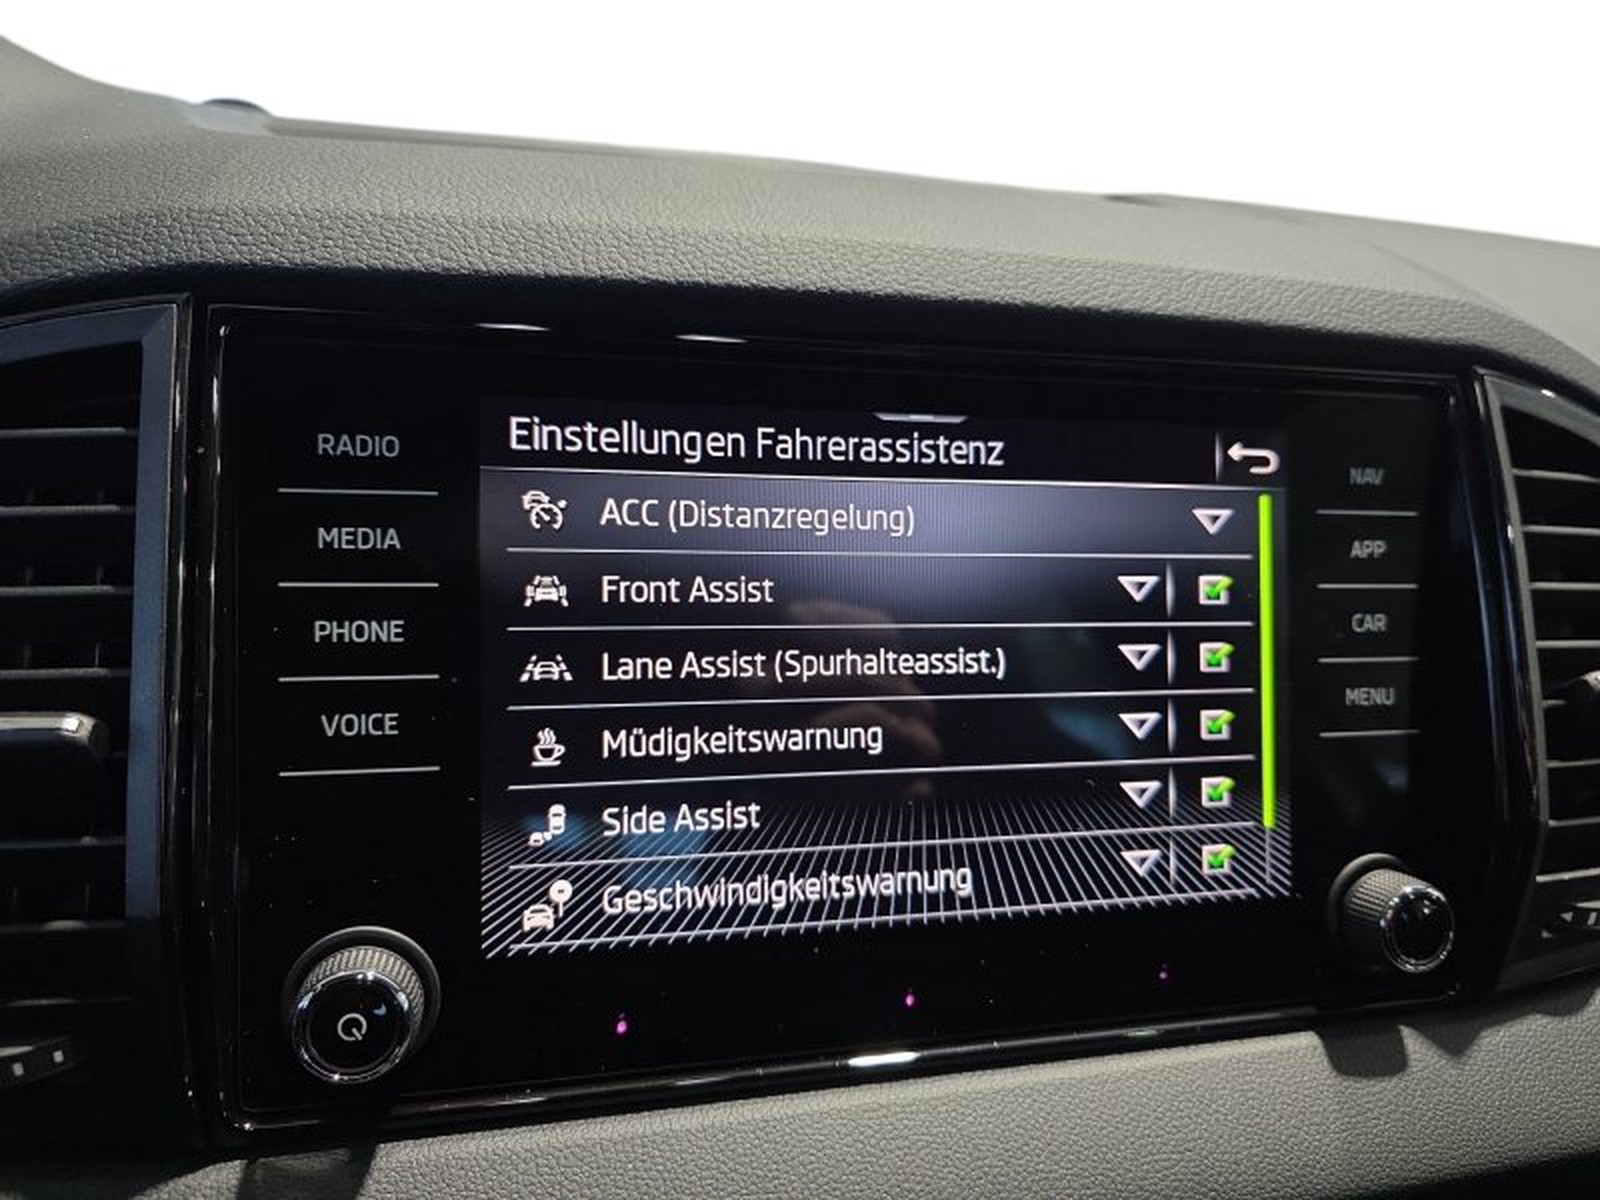 RADIO
MEDIA
PHONE
VOICE
Einstellungen Fahrerassistenz
ACC (Distanzregelung)
Front Assist
Lane Assist (Spurhalteassist.)
Müdigkeitswarnung
Side Assist
Geschwindigkeitswarnung
NAV
APP
CAR
MENU